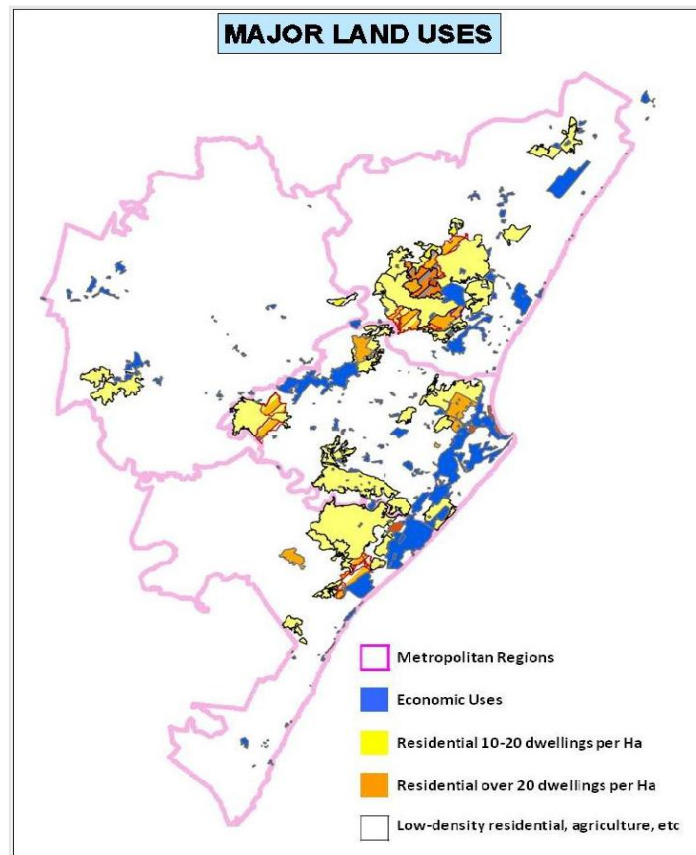 MAJOR LAND USES
Metropolitan Regions
Economic Uses
Residential 10-20 dwellings per Ha
Residential over 20 dwellings per Ha
Low-density residential, agriculture, etc